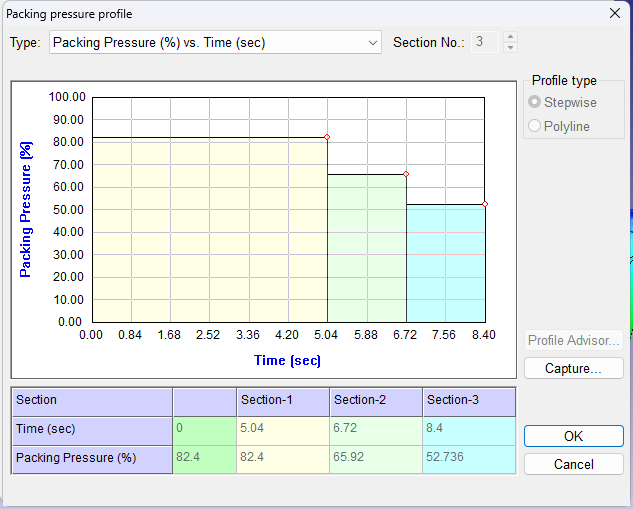 Packing pressure profile
Type: Packing Pressure (%) vs. Time (sec) Section No.: 3
Profile type
Stepwise
Polyline
Packing Pressure (%)
100.00
90.00
80.00
70.00
60.00
50.00
40.00
30.00
20.00
10.00
0.00
0.00 0.84 1.68 2.52 3.36 4.20 5.04 5.88 6.72 7.56 8.40
Time (sec)
Profile Advisor...
Capture...
Section Section-1 Section-2 Section-3
Time (sec) 0 5.04 6.72 8.4
Packing Pressure (%) 82.4 82.4 65.92 52.736
OK
Cancel